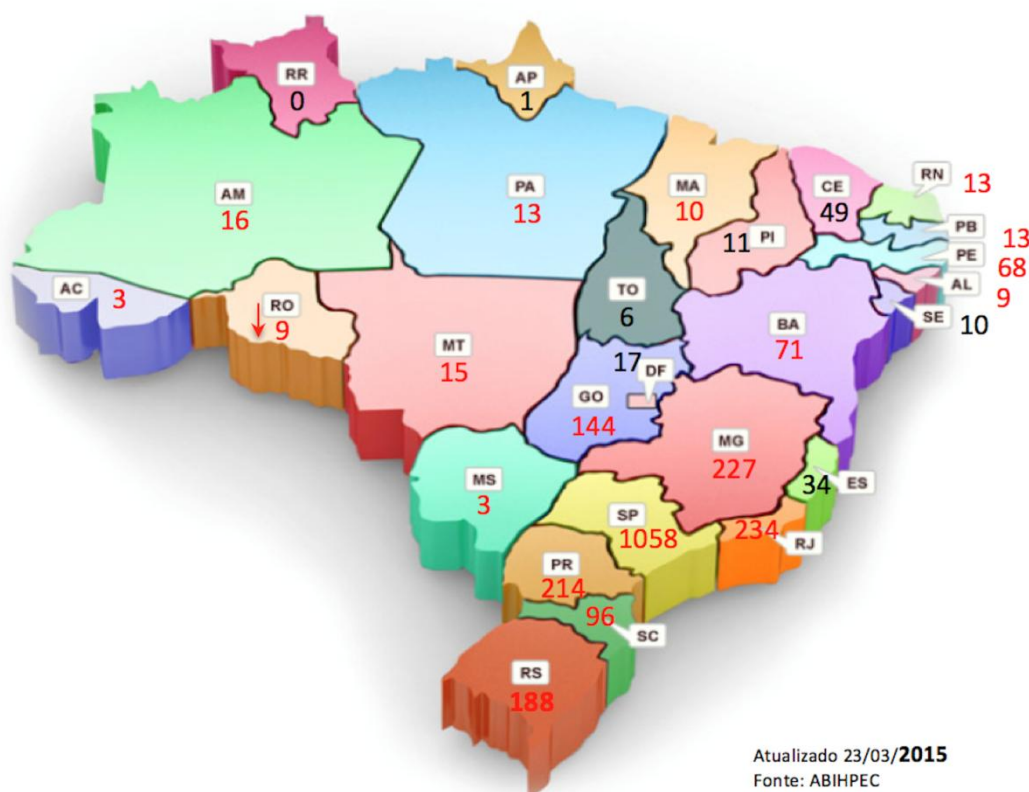 RR
0
AP
1
AM
16
PA
13
MA
10
PI
11
CE
49
RN
13
PB
13
PE
68
AL
9
SE
10
AC
3
RO
9
TO
6
MT
15
BA
71
17
DF
GO
144
MG
227
MS
3
ES
34
SP
1058
RJ
234
PR
214
SC
96
RS
188
Atualizado 23/03/2015
Fonte: ABIHPEC